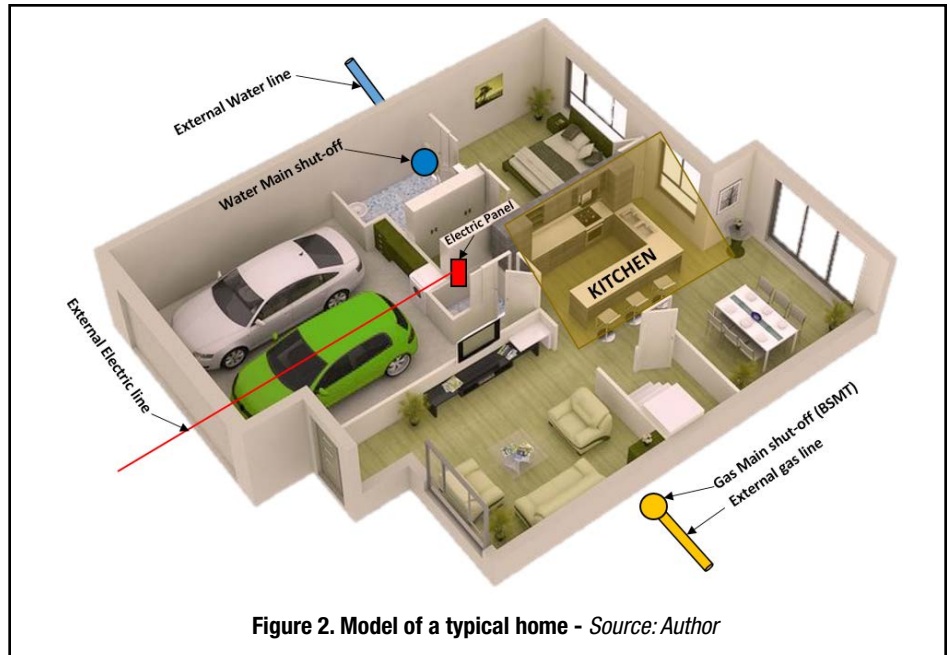 External Water line
Water Main shut-off
Electric Panel
KITCHEN
External Electric line
Gas Main shut-off (BSMT)
External gas line
Figure 2. Model of a typical home - Source: Author